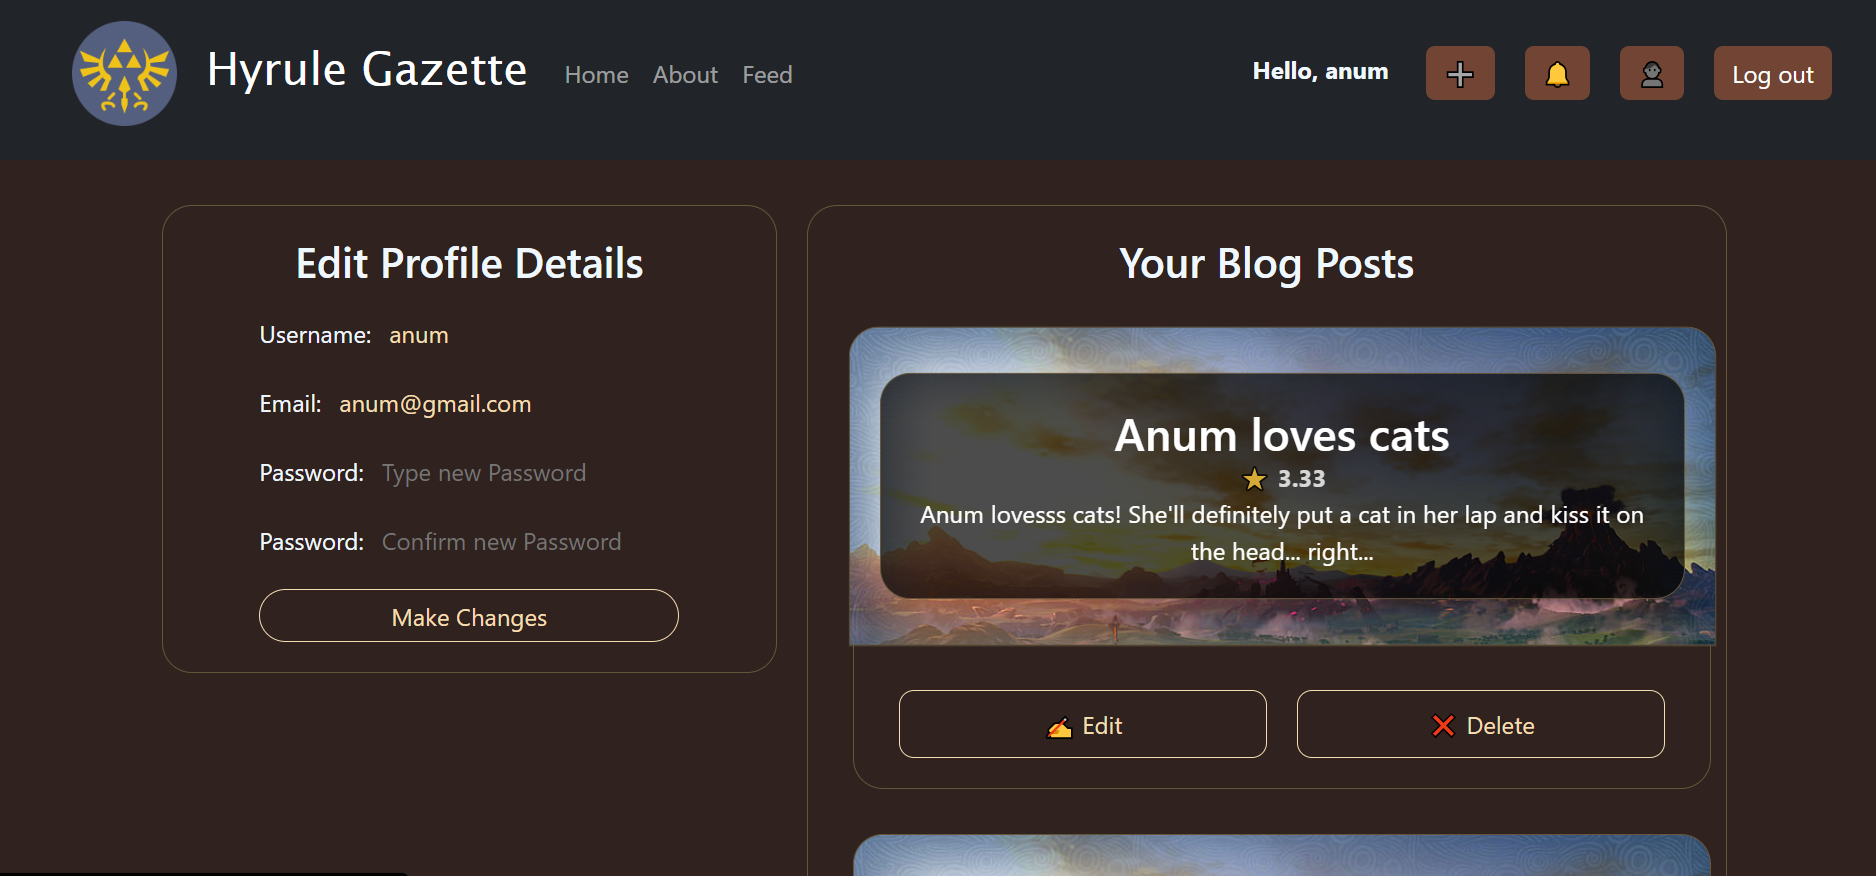 Hyrule Gazette
Home About Feed
Hello, anum
Log out
Edit Profile Details
Username: anum
Email: anum@gmail.com
Password: Type new Password
Password: Confirm new Password
Make Changes
Your Blog Posts
Anum loves cats
3.33
Anum lovesss cats! She'll definitely put a cat in her lap and kiss it on
the head... right...
Edit
Delete